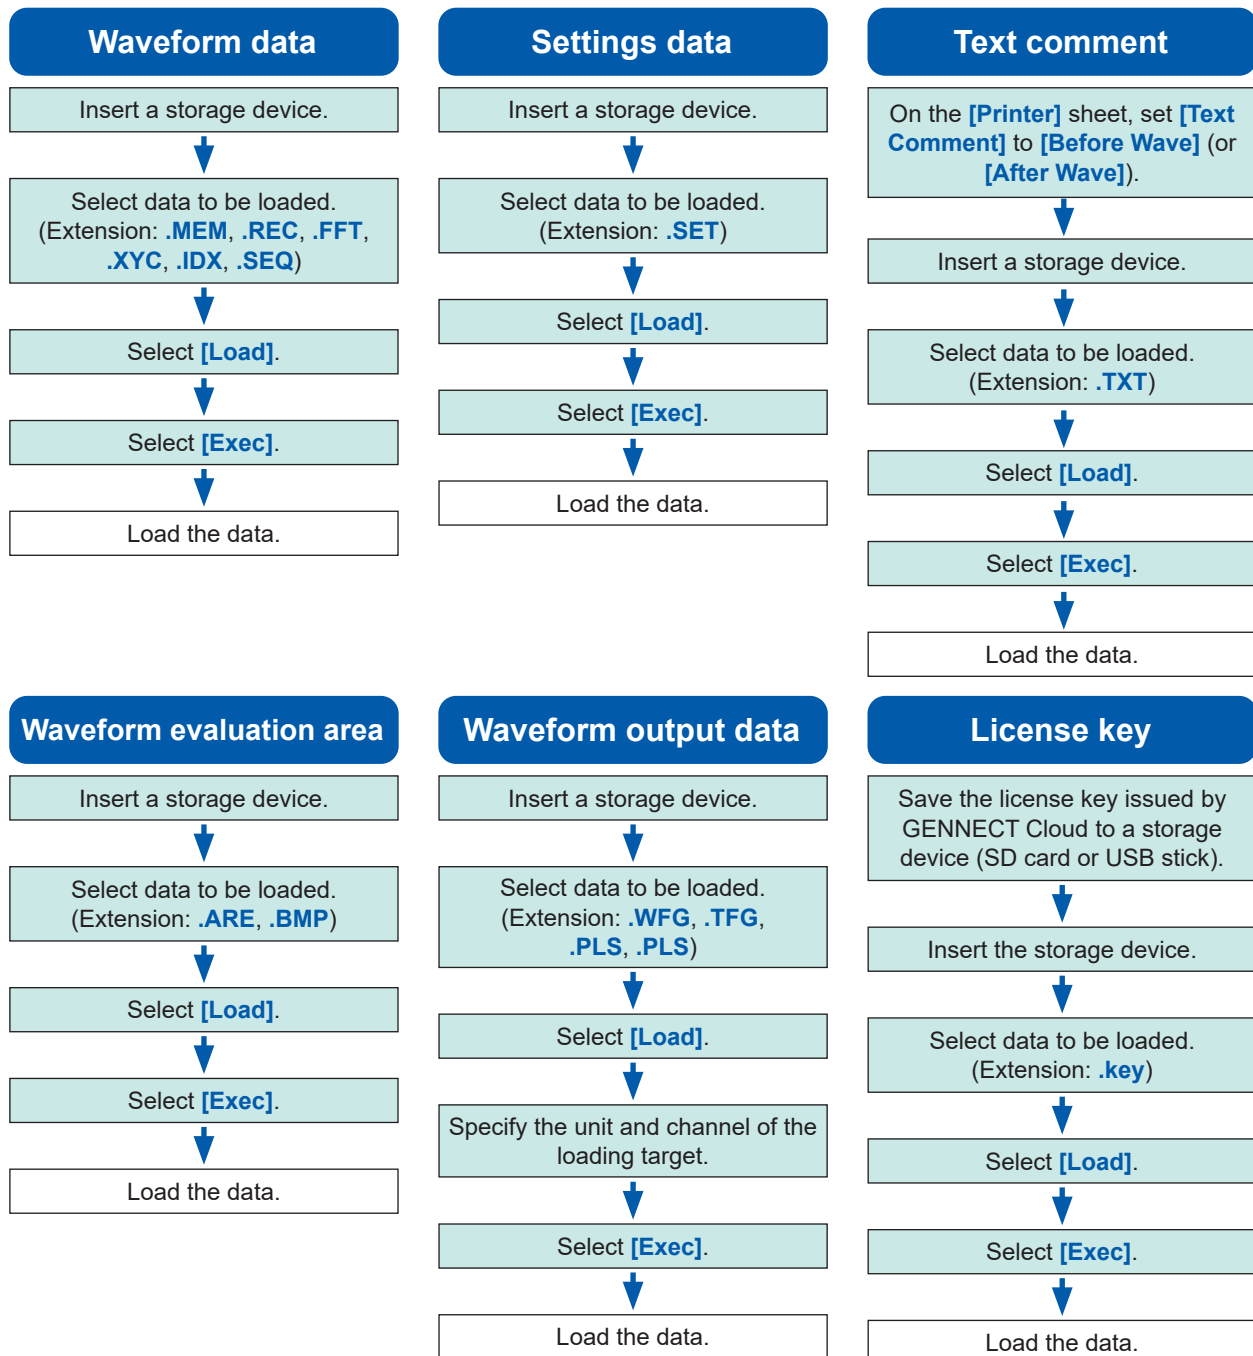 Waveform data
Insert a storage device.
Select data to be loaded.
(Extension: .MEM, .REC, .FFT,
.XYC, .IDX, .SEQ)
Select [Load].
Select [Exec].
Load the data.
Settings data
Insert a storage device.
Select data to be loaded.
(Extension: .SET)
Select [Load].
Select [Exec].
Load the data.
Text comment
On the [Printer] sheet, set [Text
Comment] to [Before Wave] (or
[After Wave]).
Insert a storage device.
Select data to be loaded.
(Extension: .TXT)
Select [Load].
Select [Exec].
Load the data.
Waveform evaluation area
Insert a storage device.
Select data to be loaded.
(Extension: .ARE, .BMP)
Select [Load].
Select [Exec].
Load the data.
Waveform output data
Insert a storage device.
Select data to be loaded.
(Extension: .WFG, .TFG,
.PLS, .PLS)
Select [Load].
Specify the unit and channel of the
loading target.
Select [Exec].
Load the data.
License key
Save the license key issued by
GENNECT Cloud to a storage
device (SD card or USB stick).
Insert the storage device.
Select data to be loaded.
(Extension: .key)
Select [Load].
Select [Exec].
Load the data.